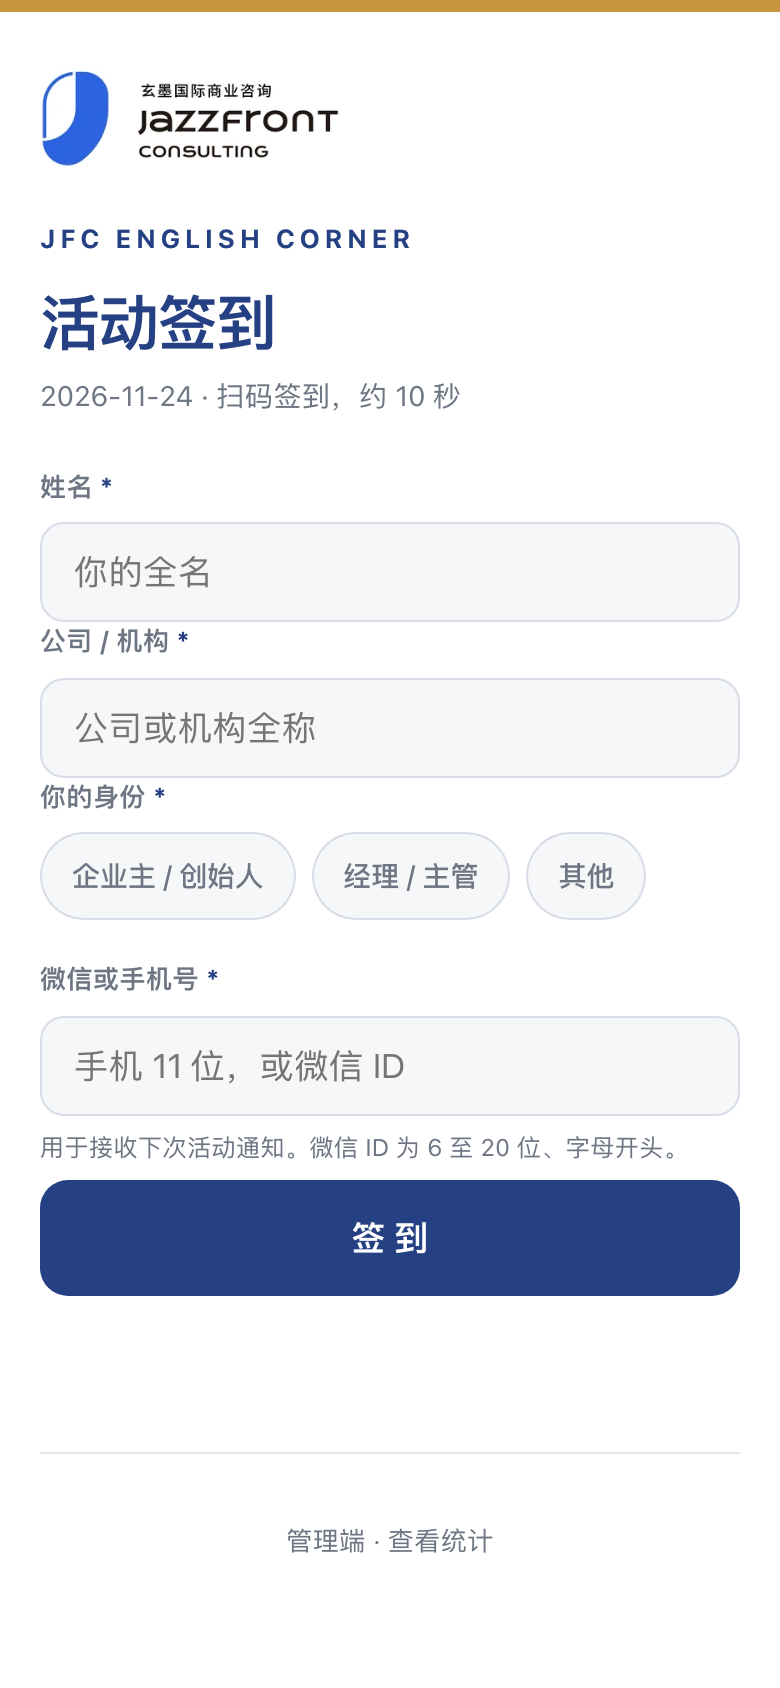 玄墨国际商业咨询
JazzFront
CONSULTING
JFC ENGLISH CORNER
活动签到
2026-11-24 · 扫码签到，约 10 秒
姓名 *
你的全名
公司 / 机构 *
公司或机构全称
你的身份 *
企业主 / 创始人 经理 / 主管 其他
微信或手机号 *
手机 11 位，或微信 ID
用于接收下次活动通知。微信 ID 为 6 至 20 位、字母开头。
签 到
管理端 · 查看统计